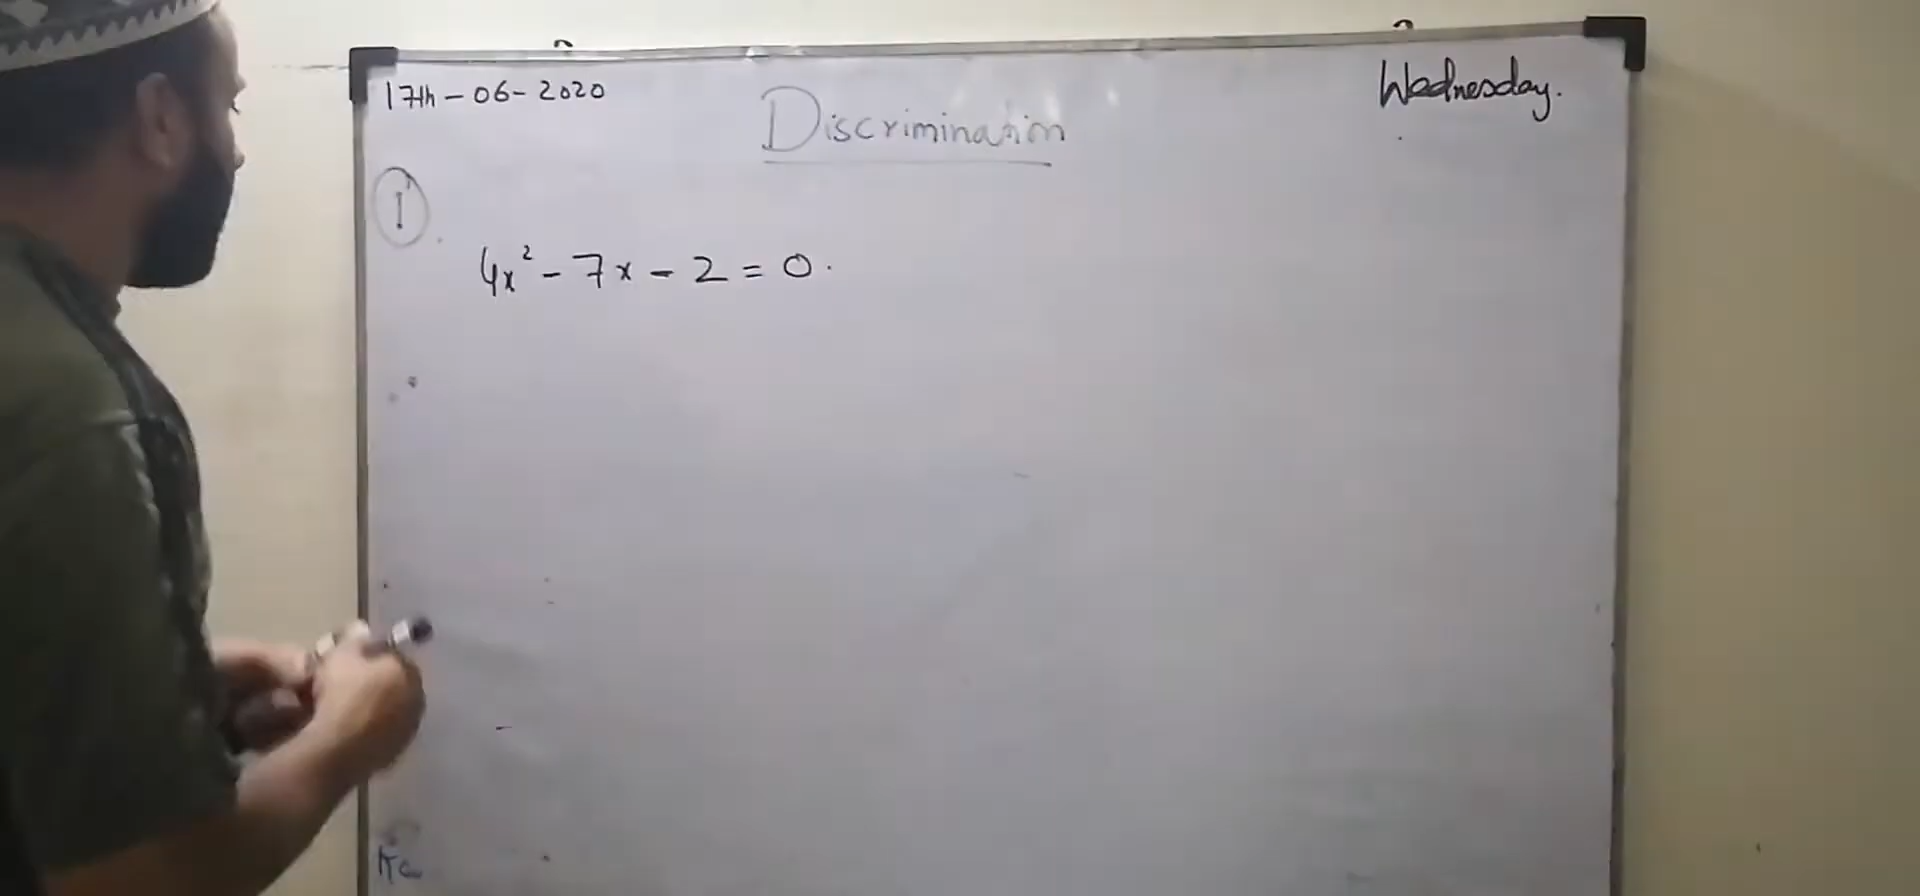 17th-06-2020
Wednesday.
Discrimination
1
4x² - 7x - 2 = 0.